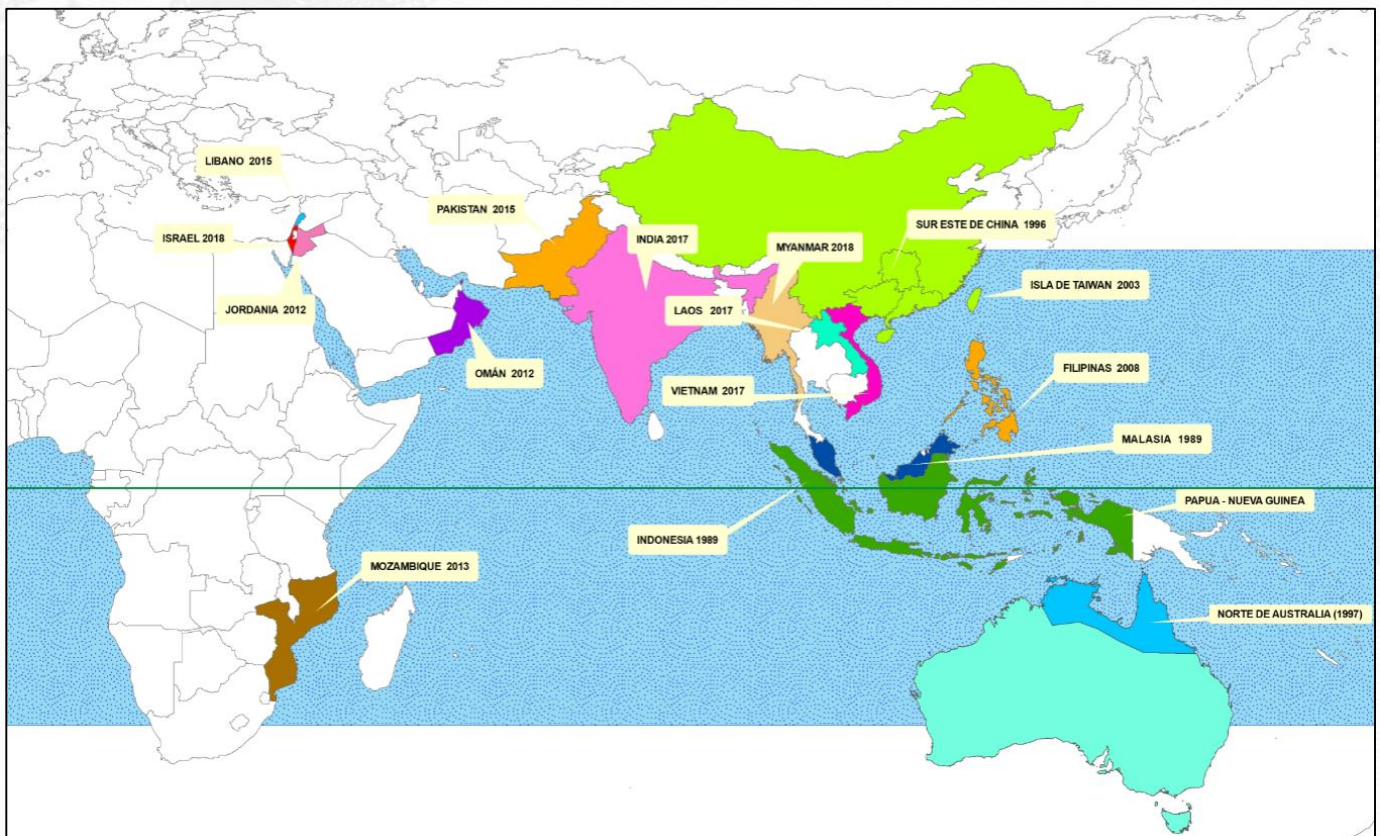 LIBANO 2015
PAKISTAN 2015
SUR ESTE DE CHINA 1996
ISRAEL 2018
INDIA 2017
MYANMAR 2018
ISLA DE TAIWAN 2003
JORDANIA 2012
LAOS 2017
OMÁN 2012
FILIPINAS 2008
VIETNAM 2017
MALASIA 1989
PAPUA - NUEVA GUINEA
INDONESIA 1989
MOZAMBIQUE 2013
NORTE DE AUSTRALIA (1997)